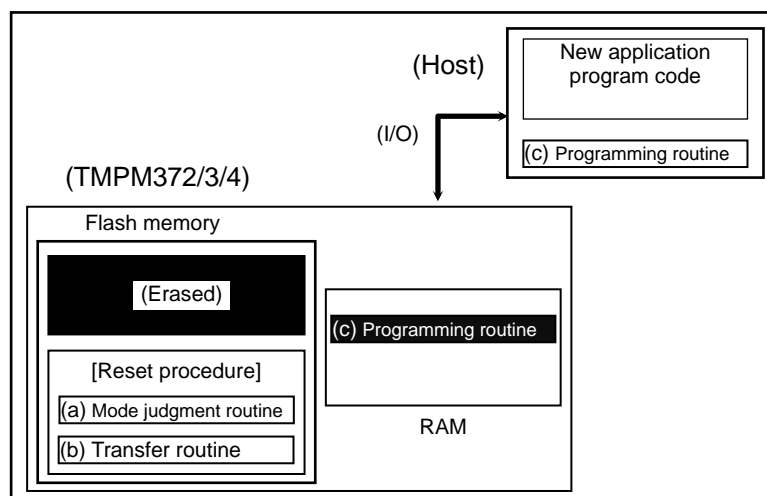 (Host)
New application
program code
(I/O)
(c) Programming routine
(TMPM372/3/4)
Flash memory
(Erased)
(c) Programming routine
[Reset procedure]
(a) Mode judgment routine
(b) Transfer routine
RAM